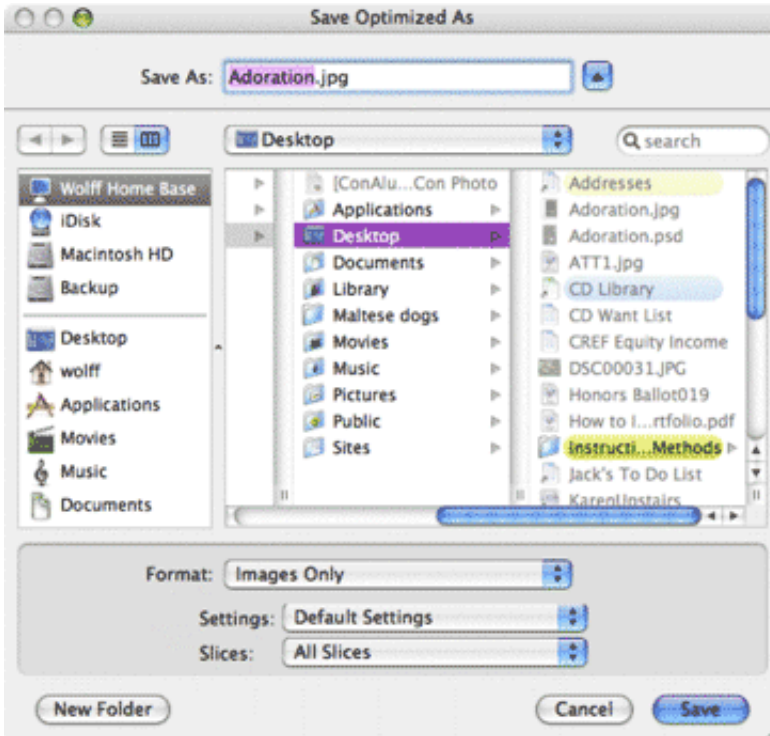 Save Optimized As
Save As: Adoration.jpg
Desktop
search
Wolff Home Base
iDisk
Macintosh HD
Backup
Desktop
wolff
Applications
Movies
Music
Documents
[ConAlu...Con Photo
Applications
Desktop
Documents
Library
Maltese dogs
Movies
Music
Pictures
Public
Sites
Addresses
Adoration.jpg
Adoration.psd
ATT1.jpg
CD Library
CD Want List
CREF Equity Income
DSC00031.JPG
Honors Ballot019
How to I...rtfolio.pdf
Instructi...Methods
Jack's To Do List
KarenUpstairs
Format: Images Only
Settings: Default Settings
Slices: All Slices
New Folder
Cancel
Save